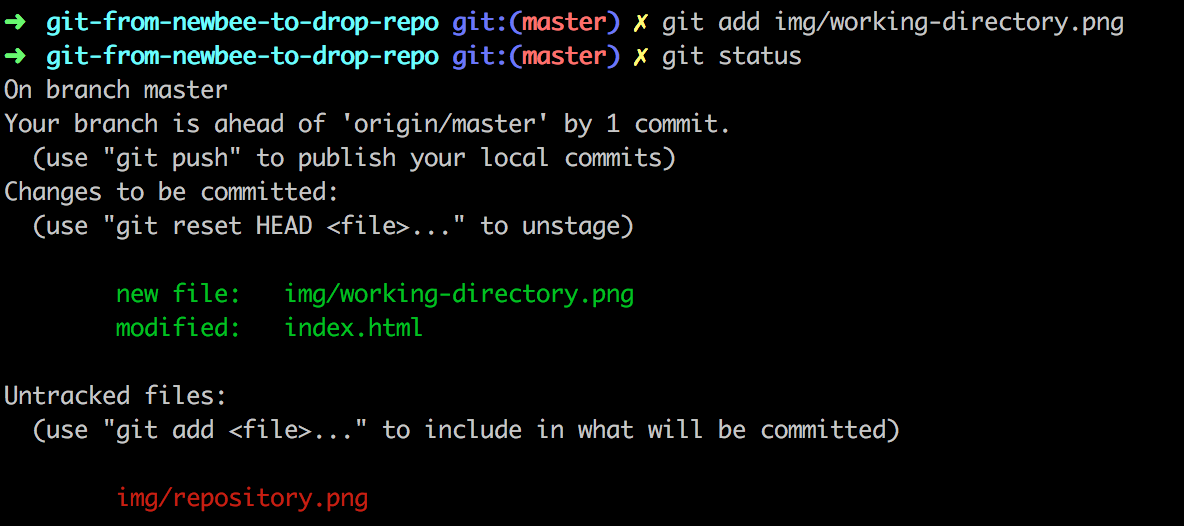 ➜ git-from-newbee-to-drop-repo git:(master) ✗ git add img/working-directory.png
➜ git-from-newbee-to-drop-repo git:(master) ✗ git status
On branch master
Your branch is ahead of 'origin/master' by 1 commit.
  (use "git push" to publish your local commits)
Changes to be committed:
  (use "git reset HEAD <file>..." to unstage)
        new file:   img/working-directory.png
        modified:   index.html
Untracked files:
  (use "git add <file>..." to include in what will be committed)
        img/repository.png